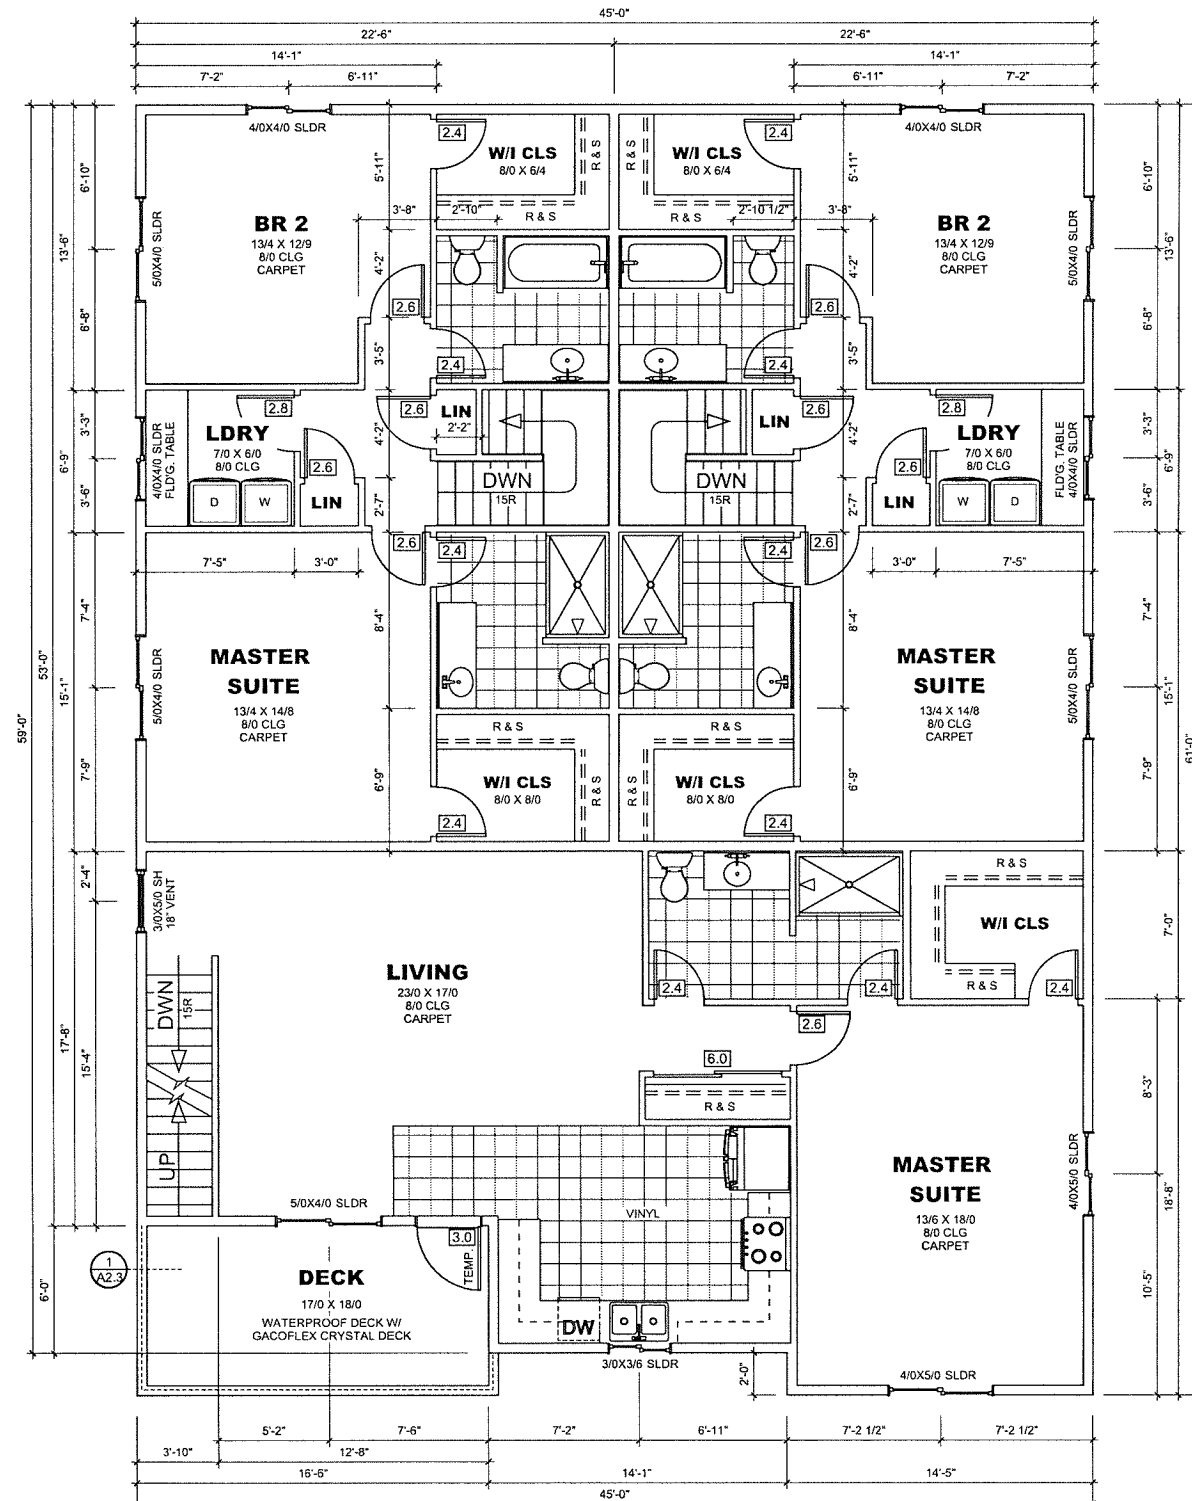 45'-0"
22'-6"
22'-6"
14'-1"
14'-1"
7'-2"
6'-11"
6'-11"
7'-2"
4/0X4/0 SLDR
4/0X4/0 SLDR
2.4
2.4
W/I CLS
8/0 X 6/4
R & S
R & S
W/I CLS
8/0 X 6/4
R & S
R & S
5'-11"
5'-11"
6'-10"
6'-10"
3'-8"
2'-10"
2'-10 1/2"
3'-8"
BR 2
13/4 X 12/9
8/0 CLG
CARPET
BR 2
13/4 X 12/9
8/0 CLG
CARPET
5/0X4/0 SLDR
5/0X4/0 SLDR
13'-6"
13'-6"
4'-2"
4'-2"
2.6
2.6
6'-8"
6'-8"
3'-5"
3'-5"
2.4
2.4
2.8
2.6
LIN
2'-2"
LIN
2.6
2.8
LDRY
7/0 X 6/0
8/0 CLG
LDRY
7/0 X 6/0
8/0 CLG
4/0X4/0 SLDR
FLD'G. TABLE
FLD'G. TABLE
4/0X4/0 SLDR
3'-3"
3'-3"
4'-2"
4'-2"
6'-9"
6'-9"
2.6
2.6
DWN
15R
DWN
15R
D
W
LIN
LIN
W
D
3'-6"
3'-6"
2'-7"
2'-7"
2.6
2.4
2.4
2.6
7'-5"
3'-0"
3'-0"
7'-5"
7'-4"
7'-4"
8'-4"
8'-4"
MASTER
SUITE
13/4 X 14/8
8/0 CLG
CARPET
MASTER
SUITE
13/4 X 14/8
8/0 CLG
CARPET
5/0X4/0 SLDR
5/0X4/0 SLDR
53'-0"
59'-0"
15'-1"
15'-1"
61'-0"
R & S
R & S
7'-9"
7'-9"
6'-9"
6'-9"
W/I CLS
8/0 X 8/0
R & S
R & S
W/I CLS
8/0 X 8/0
2.4
2.4
2'-4"
3/0X5/0 SH
18" VENT
R & S
W/I CLS
R & S
7'-0"
LIVING
23/0 X 17/0
8/0 CLG
CARPET
2.4
2.4
2.4
2.6
DWN
15R
UP
17'-8"
15'-4"
6.0
R & S
8'-3"
5/0X4/0 SLDR
VINYL
MASTER
SUITE
13/6 X 18/0
8/0 CLG
CARPET
4/0X5/0 SLDR
18'-8"
3.0
TEMP.
1
A2.3
6'-0"
DECK
17/0 X 18/0
WATERPROOF DECK W/
GACOFLEX CRYSTAL DECK
DW
3/0X3/6 SLDR
10'-5"
2'-0"
4/0X5/0 SLDR
5'-2"
7'-6"
7'-2"
6'-11"
7'-2 1/2"
7'-2 1/2"
3'-10"
12'-8"
16'-6"
14'-1"
14'-5"
45'-0"